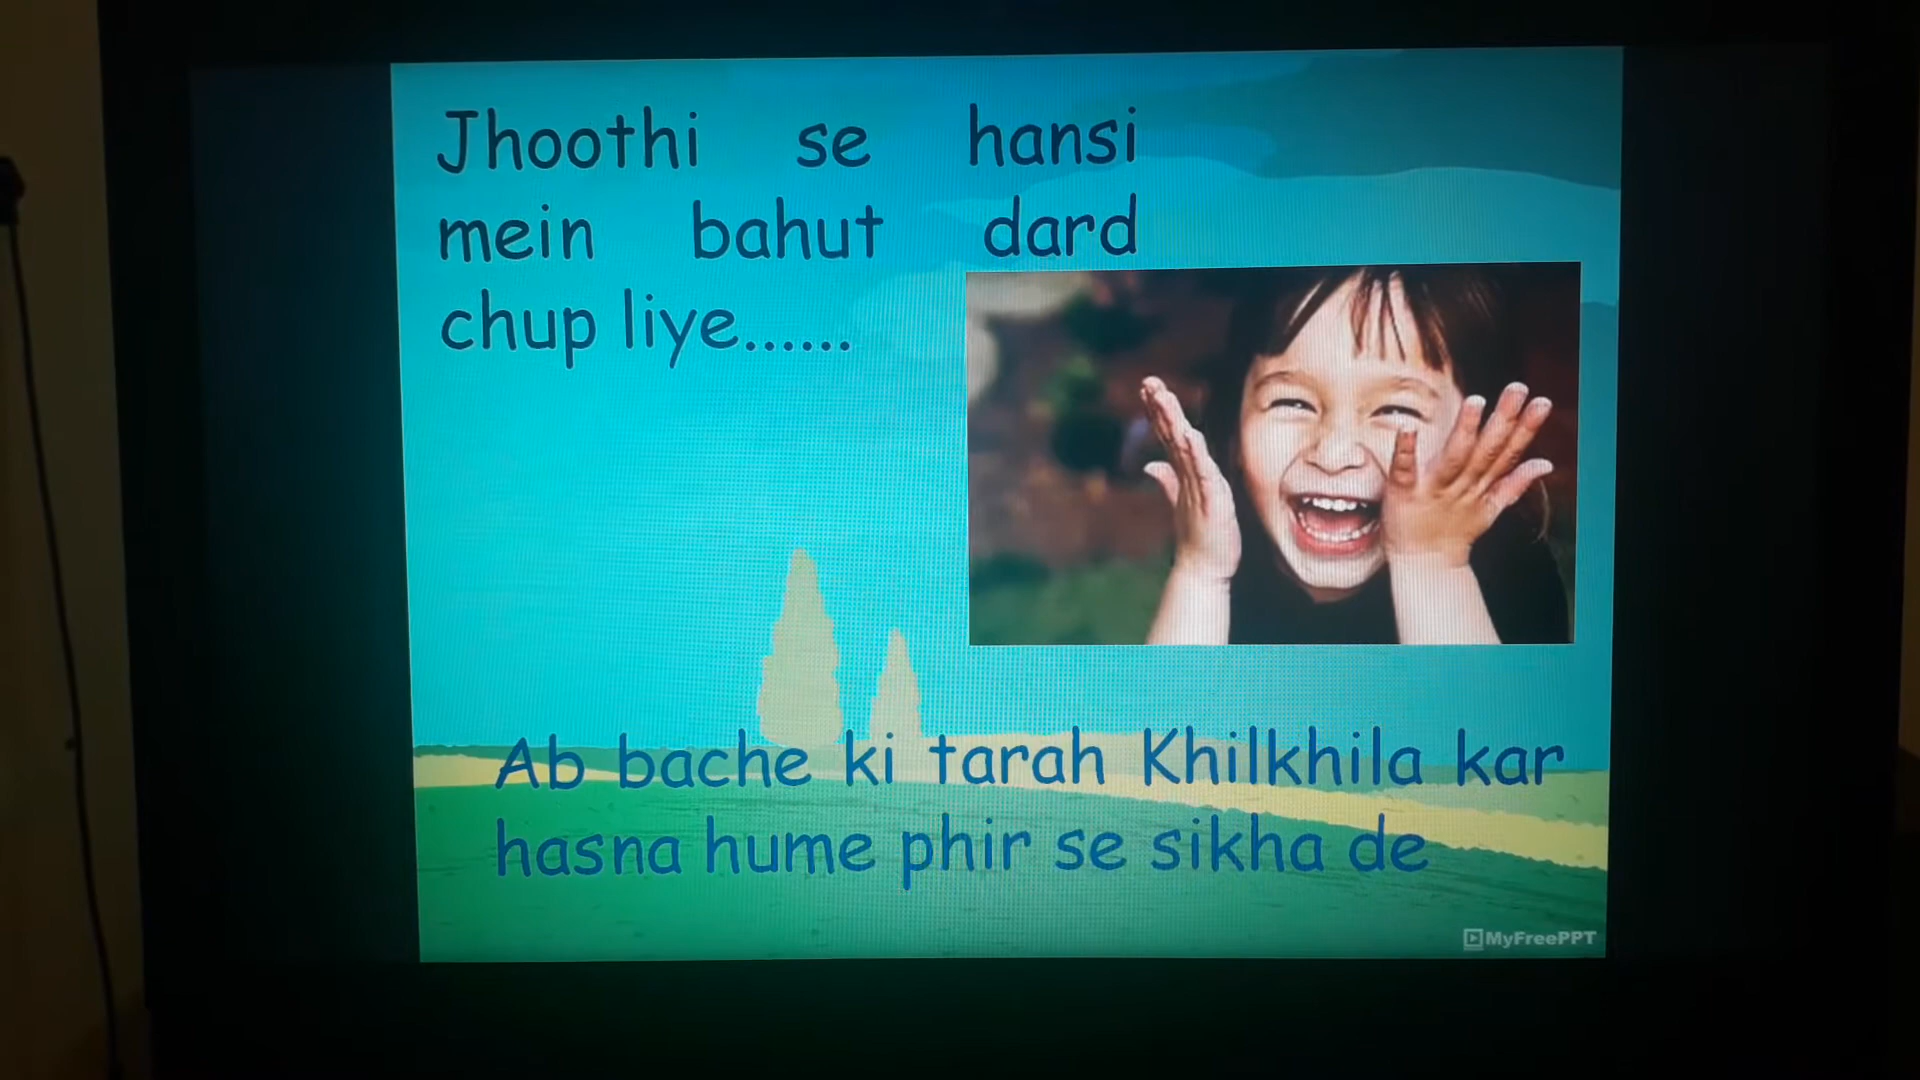 Jhoothi se hansi
mein bahut dard
chup liye......
Ab bache ki tarah Khilkhila kar
hasna hume phir se sikha de
MyFreePPT